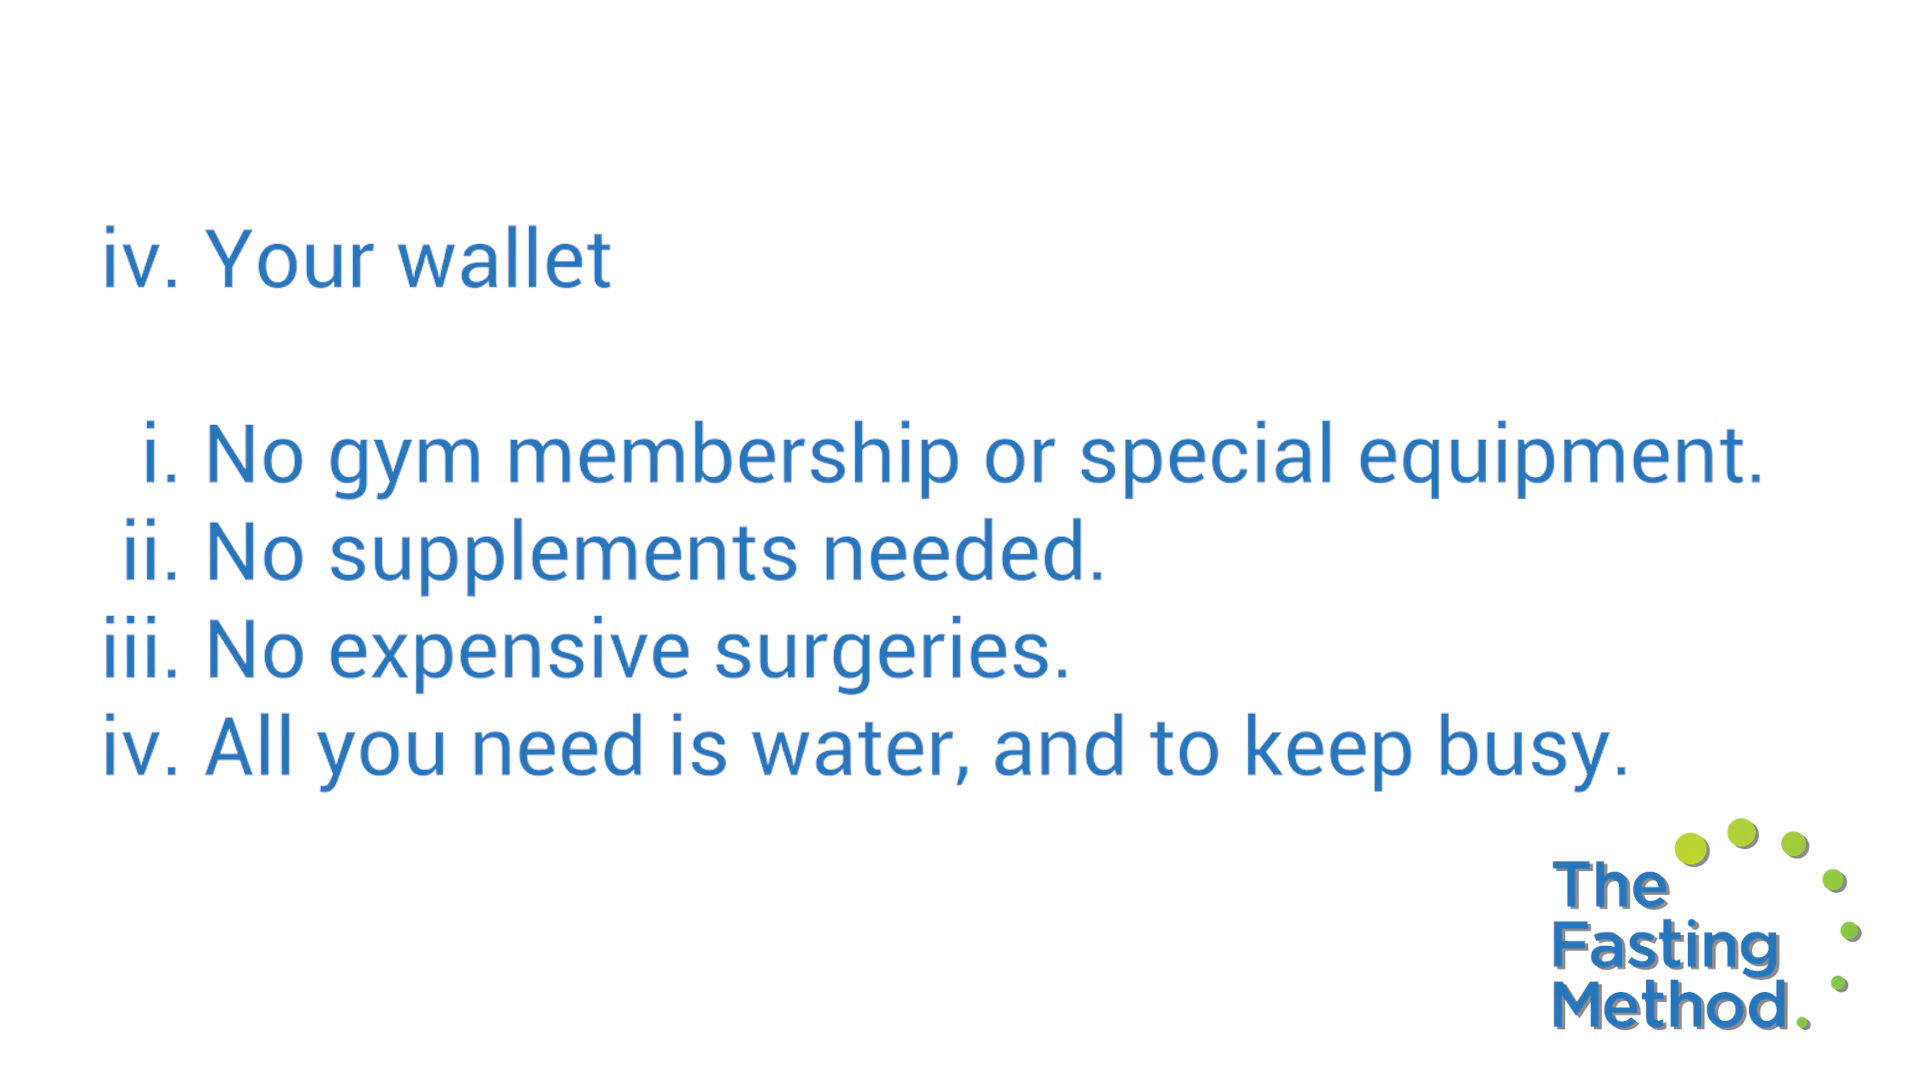 iv. Your wallet
i. No gym membership or special equipment.
ii. No supplements needed.
iii. No expensive surgeries.
iv. All you need is water, and to keep busy.
The
Fasting
Method.